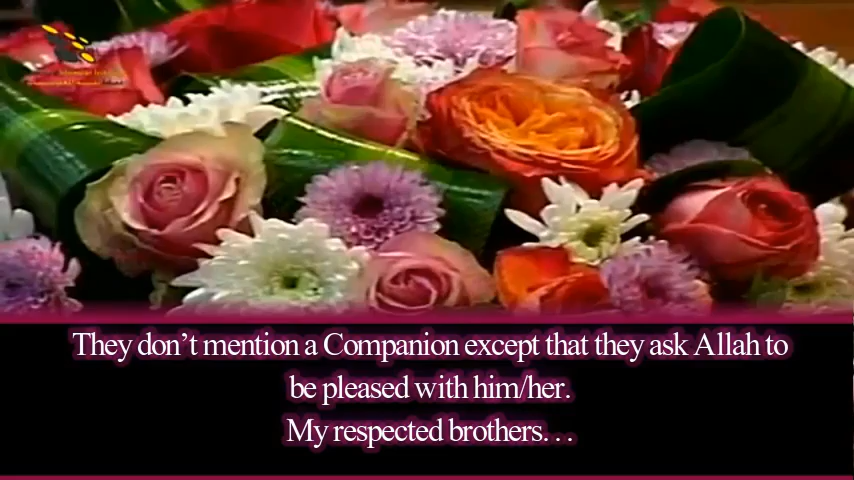 They don't mention a Companion except that they ask Allah to
be pleased with him/her.
My respected brothers. . .